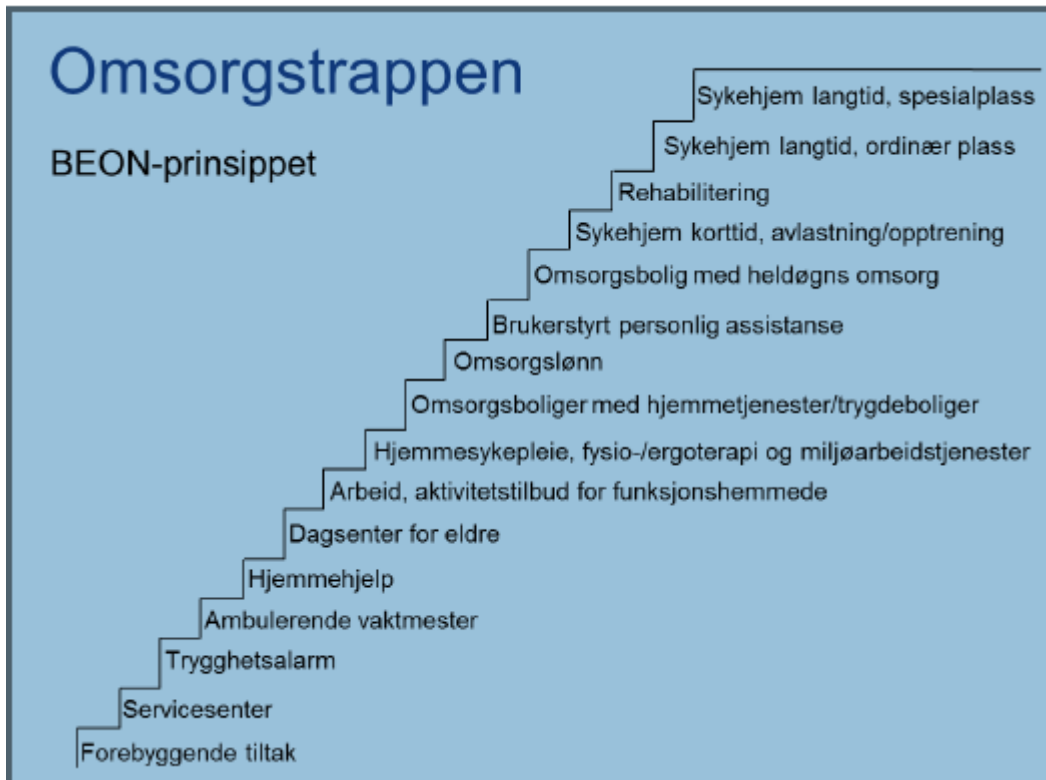 Omsorgstrappen
BEON-prinsippet
Sykehjem langtid, spesialplass
Sykehjem langtid, ordinær plass
Rehabilitering
Sykehjem korttid, avlastning/opptrening
Omsorgsbolig med heldøgns omsorg
Brukerstyrt personlig assistanse
Omsorgslønn
Omsorgsboliger med hjemmetjenester/trygdeboliger
Hjemmesykepleie, fysio-/ergoterapi og miljøarbeidstjenester
Arbeid, aktivitetstilbud for funksjonshemmede
Dagsenter for eldre
Hjemmehjelp
Ambulerende vaktmester
Trygghetsalarm
Servicesenter
Forebyggende tiltak